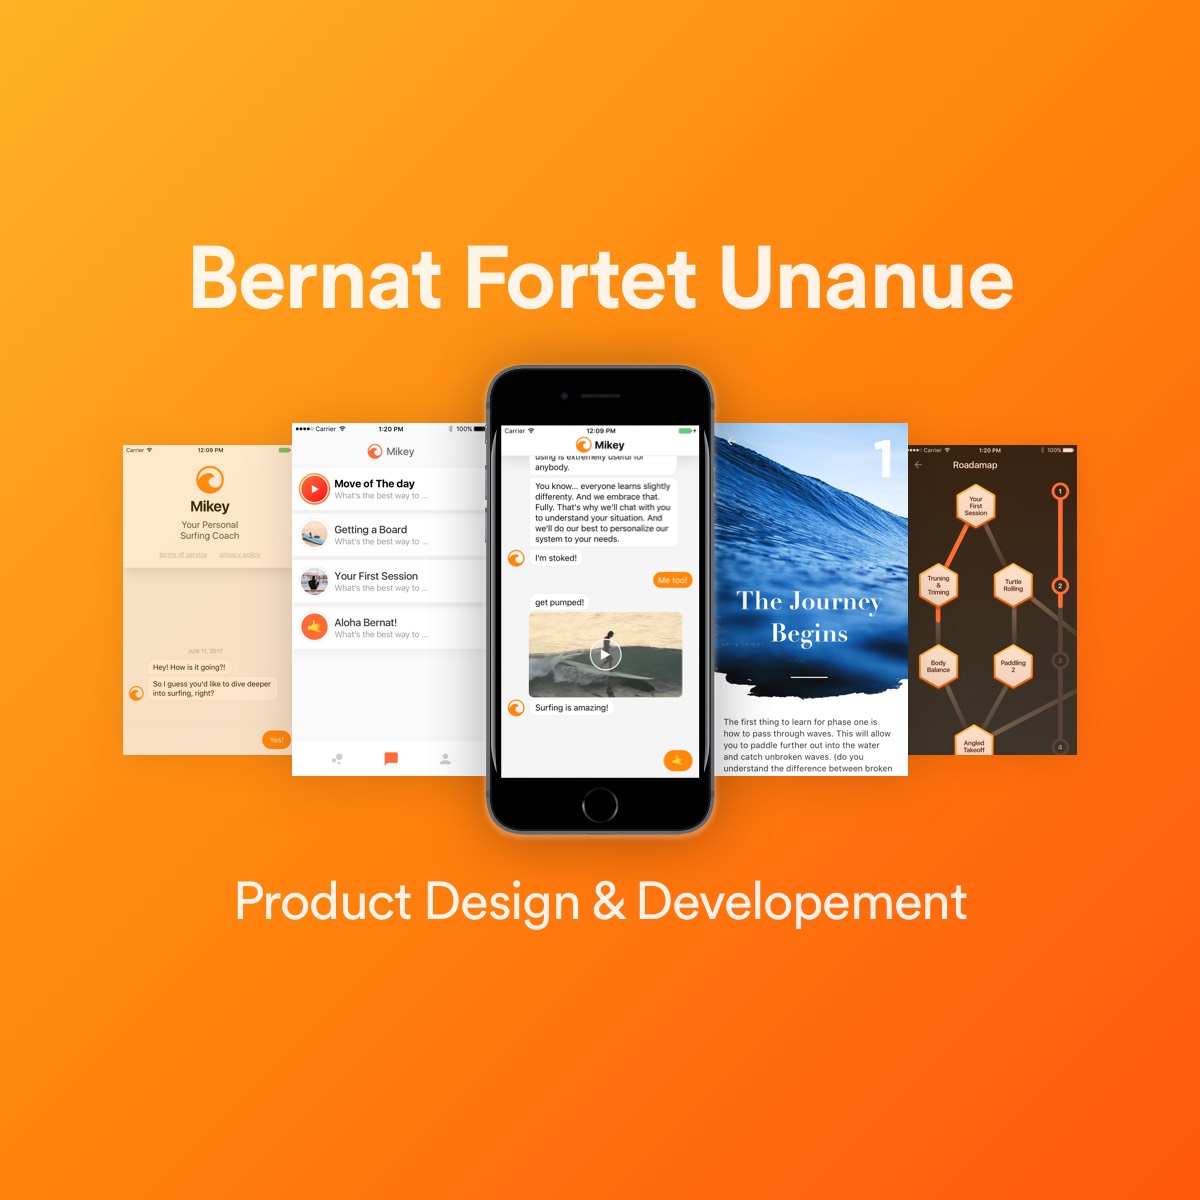 Bernat Fortet Unanue
Carrier 12:09 PM
Mikey
Your Personal
Surfing Coach
terms of service privacy policy
JUN 11, 2017
Hey! How is it going?!
So I guess you'd like to dive deeper
into surfing, right?
Yes!
Carrier 1:20 PM 100%
Mikey
Move of The day
What's the best way to ...
Getting a Board
What's the best way to ...
Your First Session
What's the best way to ...
Aloha Bernat!
What's the best way to ...
Carrier 12:09 PM
Mikey
using is extremely useful for
anybody.
You know... everyone learns slightly
differenty. And we embrace that.
Fully. That's why we'll chat with you
to understand your situation. And
we'll do our best to personalize our
system to your needs.
I'm stoked!
Me too!
get pumped!
Surfing is amazing!
1
The Journey
Begins
The first thing to learn for phase one is
how to pass through waves. This will allow
you to paddle further out into the water
and catch unbroken waves. (do you
understand the difference between broken
Carrier 1:20 PM 100%
Roadamap
Your
First
Session
Truning
&
Triming
Turtle
Rolling
Body
Balance
Paddling
2
Angled
Takeoff
1
2
3
4
Product Design & Developement